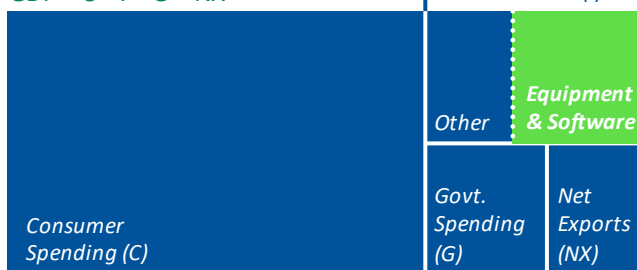 Other
Equipment
& Software
Consumer
Spending (C)
Govt.
Spending
(G)
Net
Exports
(NX)